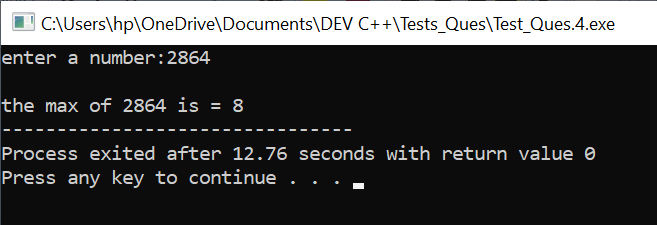 C:\Users\hp\OneDrive\Documents\DEV C++\Tests_Ques\Test_Ques.4.exe
enter a number:2864
the max of 2864 is = 8
--------------------------------
Process exited after 12.76 seconds with return value 0
Press any key to continue . . .